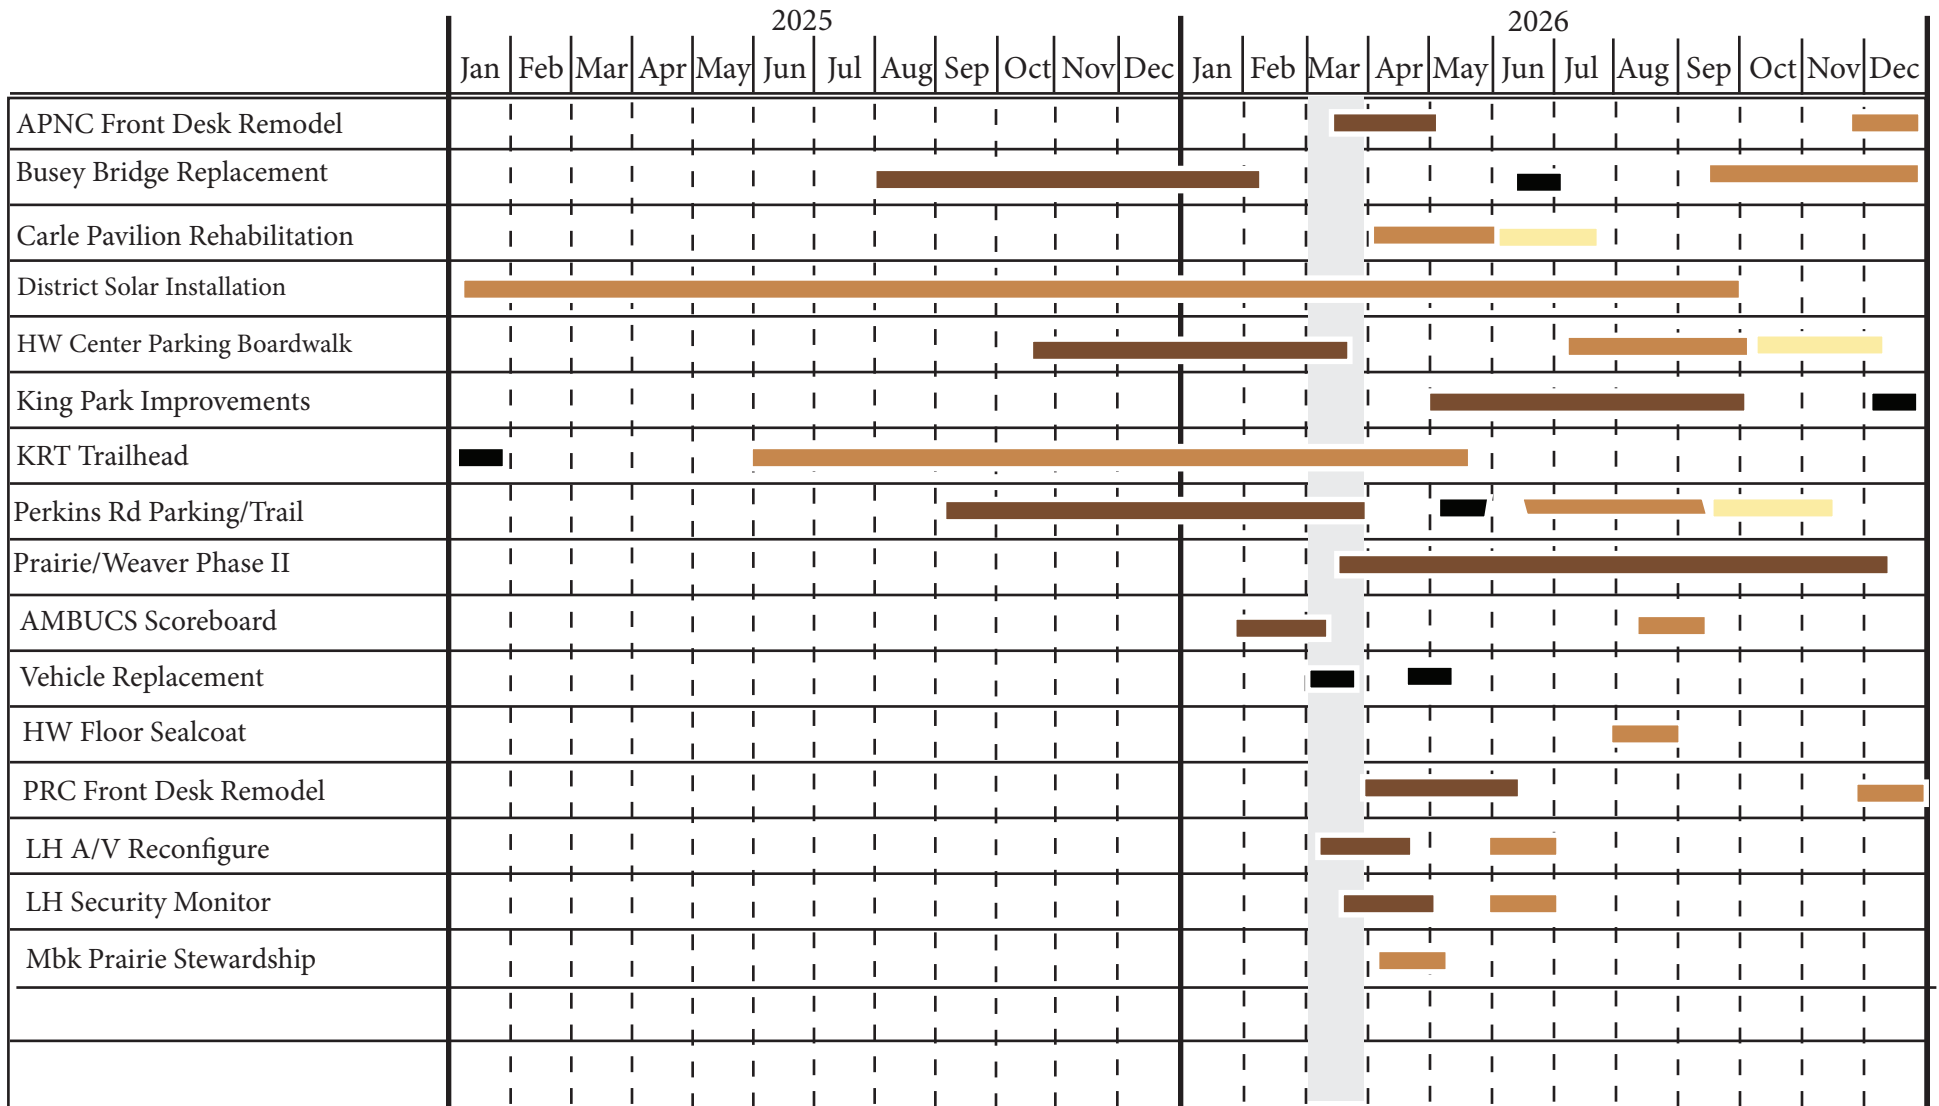 2025 2026
Jan Feb Mar Apr May Jun Jul Aug Sep Oct Nov Dec Jan Feb Mar Apr May Jun Jul Aug Sep Oct Nov Dec
APNC Front Desk Remodel
Busey Bridge Replacement
Carle Pavilion Rehabilitation
District Solar Installation
HW Center Parking Boardwalk
King Park Improvements
KRT Trailhead
Perkins Rd Parking/Trail
Prairie/Weaver Phase II
AMBUCS Scoreboard
Vehicle Replacement
HW Floor Sealcoat
PRC Front Desk Remodel
LH A/V Reconfigure
LH Security Monitor
Mbk Prairie Stewardship